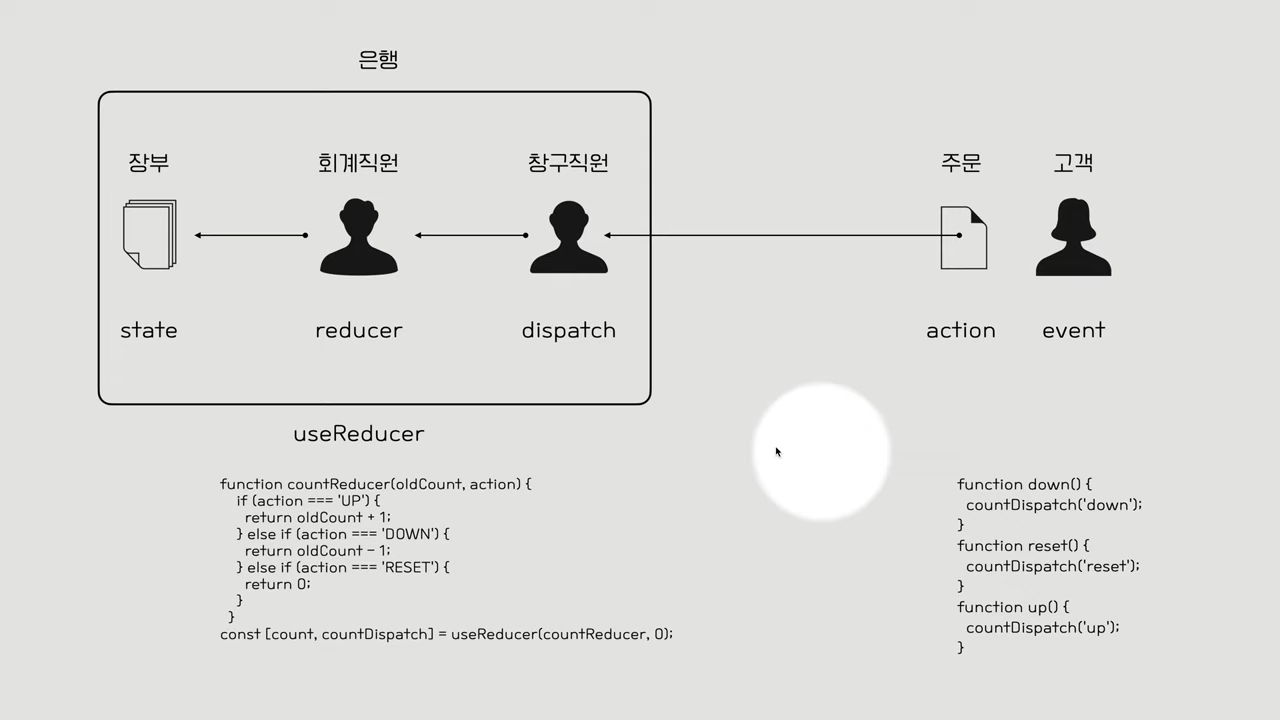 은행
장부 회계직원 창구직원 주문 고객
state reducer dispatch action event
useReducer
function countReducer(oldCount, action) {
if (action === 'UP') {
return oldCount + 1;
} else if (action === 'DOWN') {
return oldCount - 1;
} else if (action === 'RESET') {
return 0;
}
}
const [count, countDispatch] = useReducer(countReducer, 0);
function down() {
countDispatch('down');
}
function reset() {
countDispatch('reset');
}
function up() {
countDispatch('up');
}